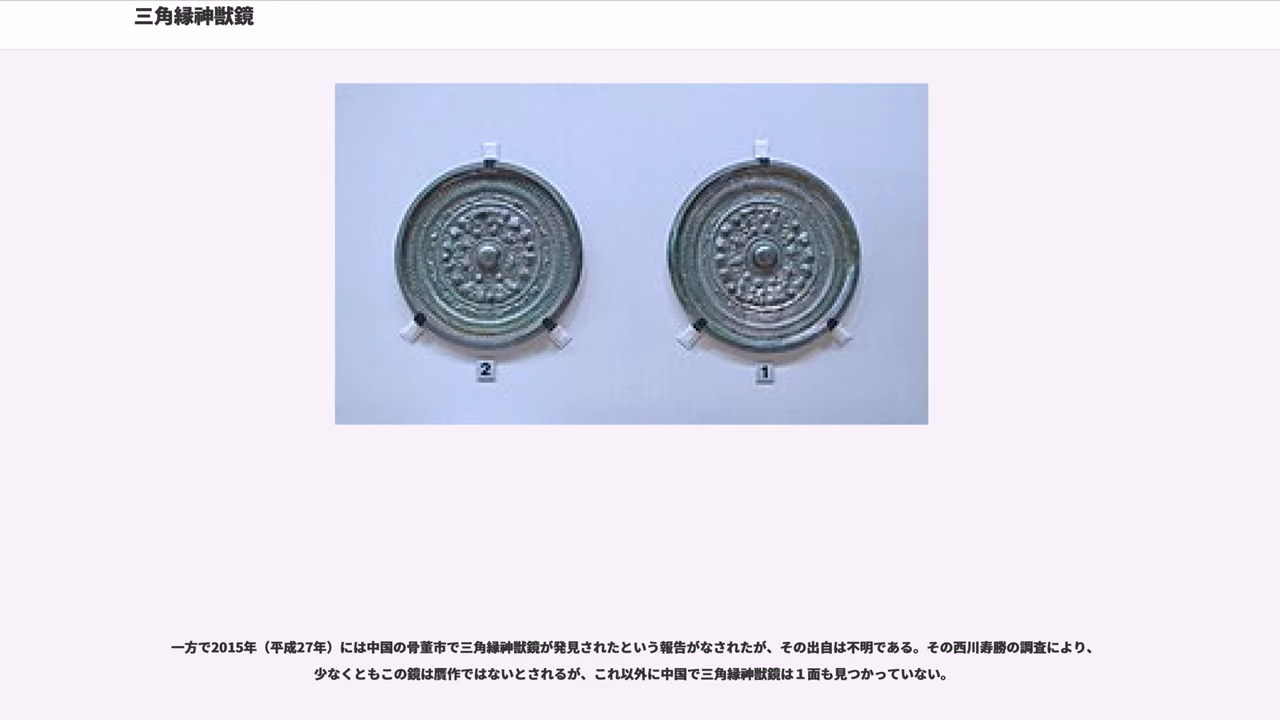 三角縁神獣鏡
2
1
一方で2015年（平成27年）には中国の骨董市で三角縁神獣鏡が発見されたという報告がなされたが、その出自は不明である。その西川寿勝の調査により、
少なくともこの鏡は贋作ではないとされるが、これ以外に中国で三角縁神獣鏡は１面も見つかっていない。